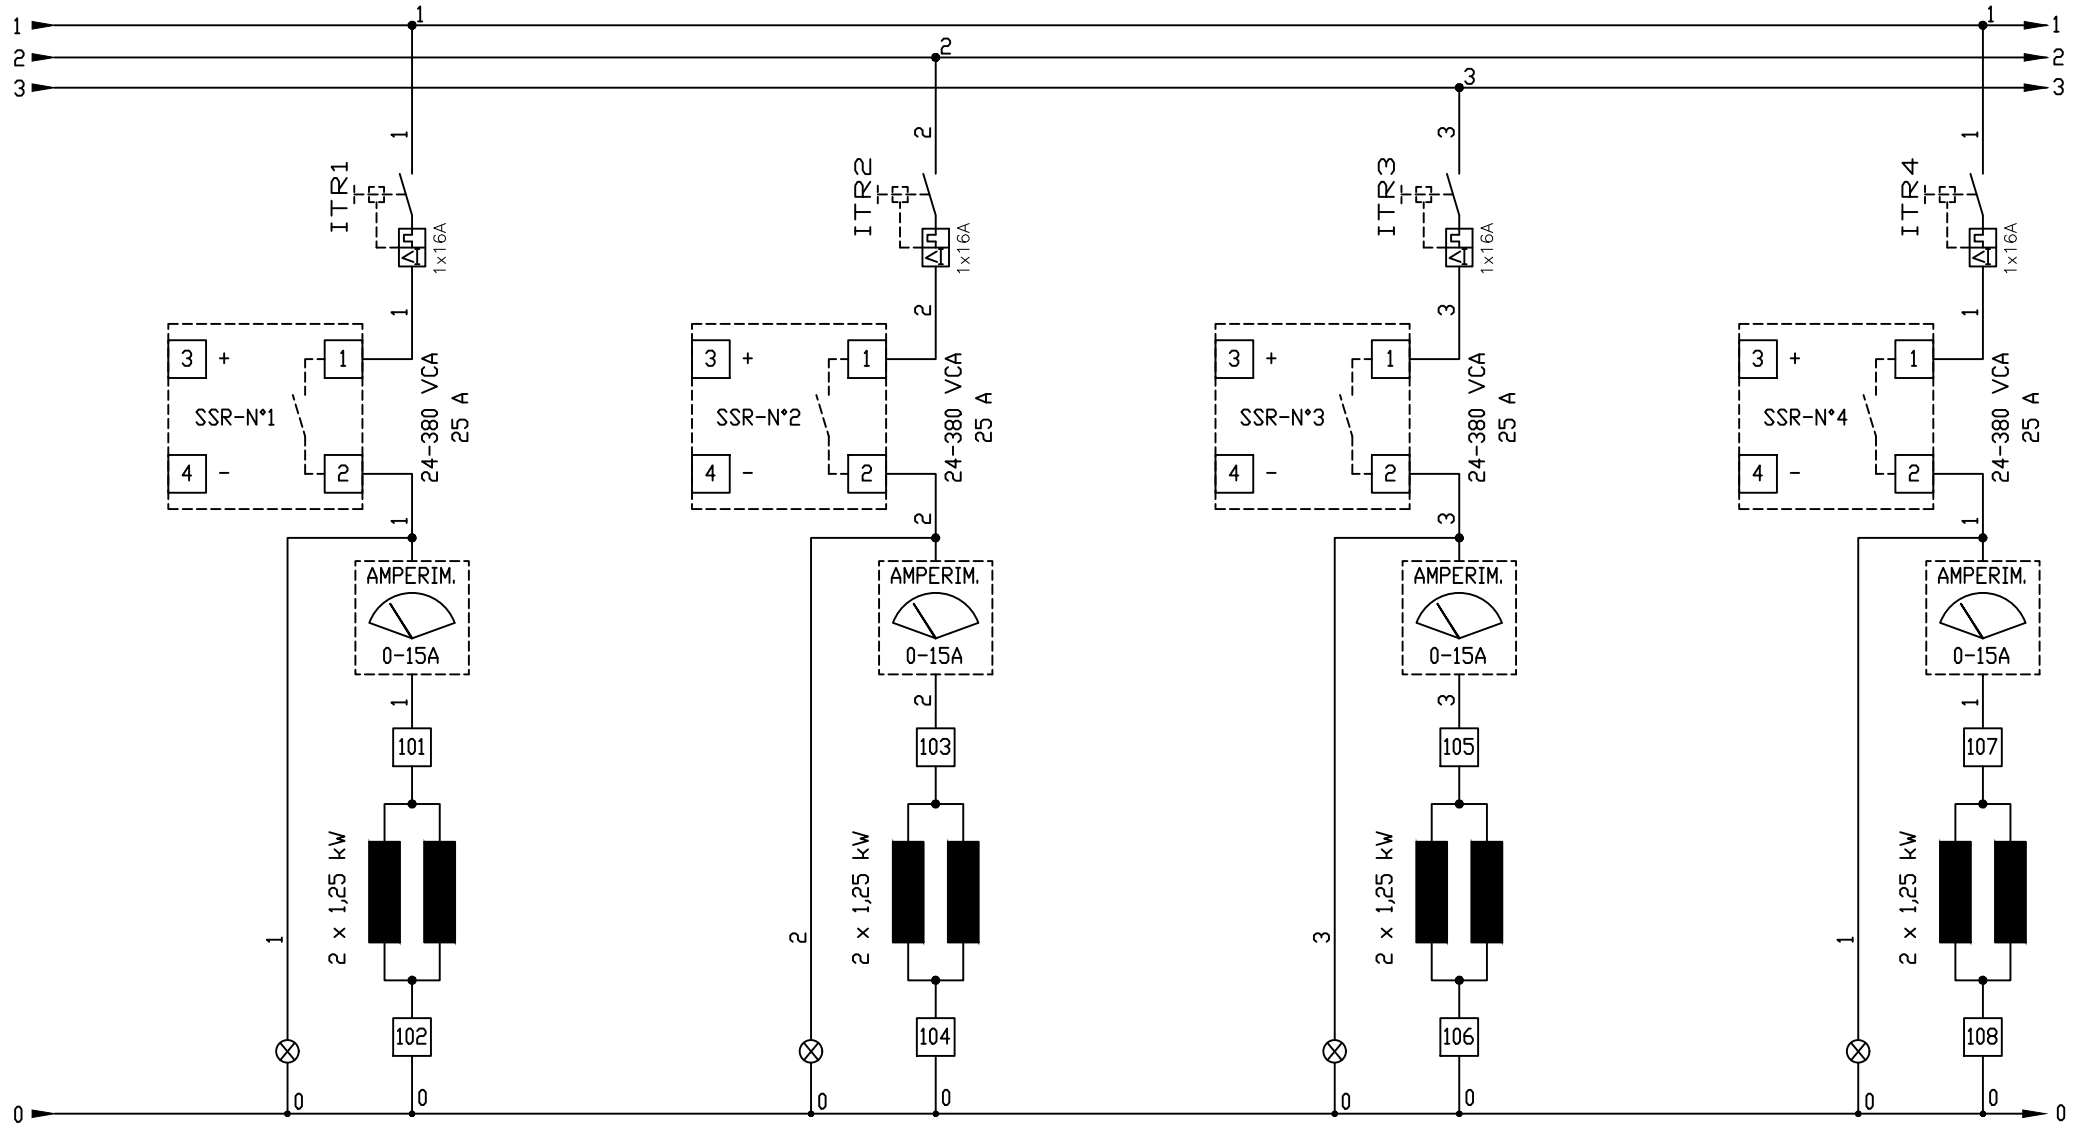 1 1 1 1
2 2 2
3 3 3
1 2 3 1
ITR1 ITR2 ITR3 ITR4
1x16A 1x16A 1x16A 1x16A
I> I> I> I>
1 2 3 1
3 + 1 3 + 1 3 + 1 3 + 1
SSR-N°1 SSR-N°2 SSR-N°3 SSR-N°4
24-380 VCA 24-380 VCA 24-380 VCA 24-380 VCA
25 A 25 A 25 A 25 A
4 - 2 4 - 2 4 - 2 4 - 2
1 2 3 1
AMPERIM. AMPERIM. AMPERIM. AMPERIM.
0-15A 0-15A 0-15A 0-15A
1 2 3 1
101 103 105 107
2 x 1,25 kW 2 x 1,25 kW 2 x 1,25 kW 2 x 1,25 kW
1 2 3 1
102 104 106 108
0 0 0 0 0 0 0 0
0 0